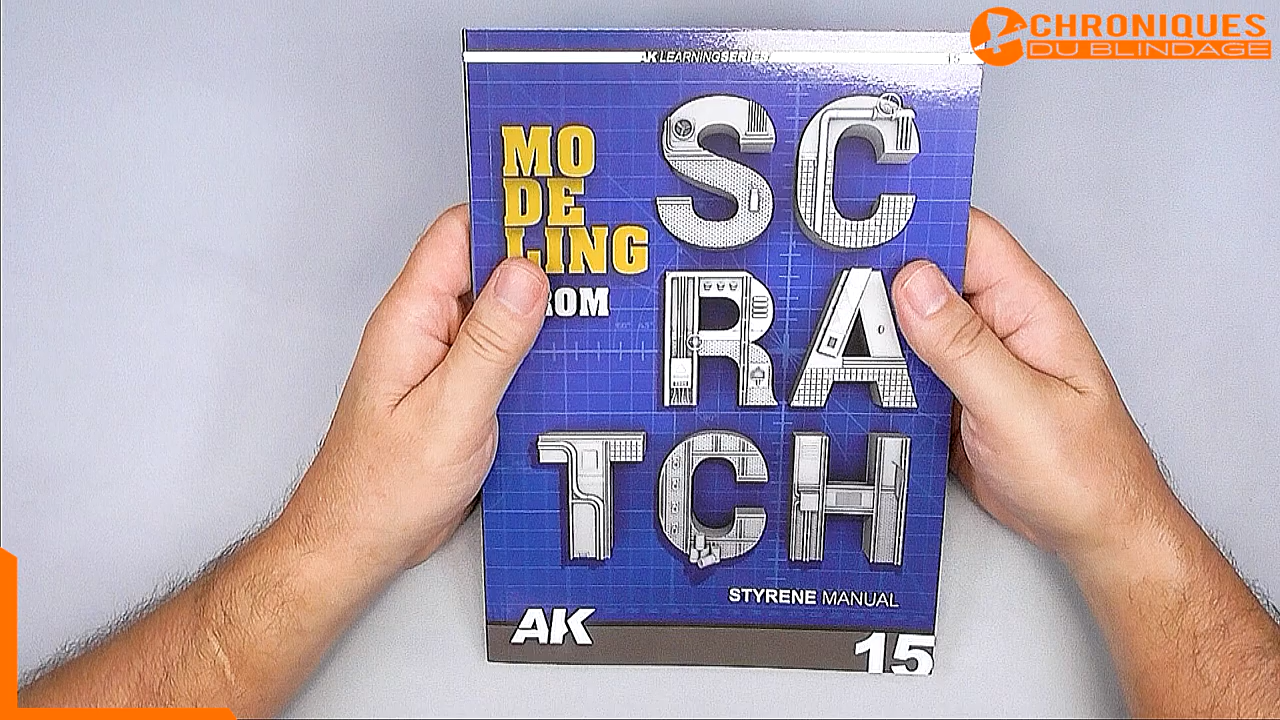 CHRONIQUES
DU BLINDAGE
AK LEARNING SERIES
MO
DE
LING
ROM
SC
RA
TCH
STYRENE MANUAL
AK
15